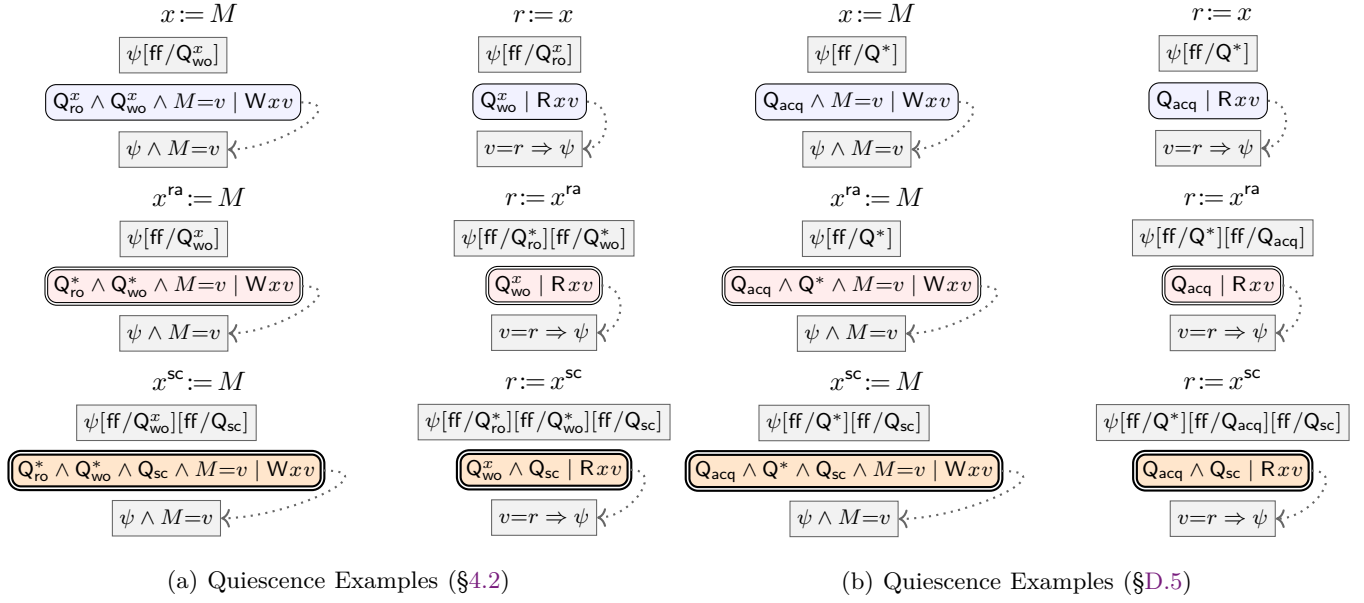 x := M
ψ[ff/Q^x_wo]
Q^x_ro ∧ Q^x_wo ∧ M=v | Wxv
ψ ∧ M=v
r := x
ψ[ff/Q^x_ro]
Q^x_wo | Rxv
v=r ⇒ ψ
x^ra := M
ψ[ff/Q^x_wo]
Q^*_ro ∧ Q^*_wo ∧ M=v | Wxv
ψ ∧ M=v
r := x^ra
ψ[ff/Q^*_ro][ff/Q^*_wo]
Q^x_wo | Rxv
v=r ⇒ ψ
x^sc := M
ψ[ff/Q^x_wo][ff/Q_sc]
Q^*_ro ∧ Q^*_wo ∧ Q_sc ∧ M=v | Wxv
ψ ∧ M=v
r := x^sc
ψ[ff/Q^*_ro][ff/Q^*_wo][ff/Q_sc]
Q^x_wo ∧ Q_sc | Rxv
v=r ⇒ ψ
(a) Quiescence Examples (§4.2)
x := M
ψ[ff/Q^*]
Q_acq ∧ M=v | Wxv
ψ ∧ M=v
r := x
ψ[ff/Q^*]
Q_acq | Rxv
v=r ⇒ ψ
x^ra := M
ψ[ff/Q^*]
Q_acq ∧ Q^* ∧ M=v | Wxv
ψ ∧ M=v
r := x^ra
ψ[ff/Q^*][ff/Q_acq]
Q_acq | Rxv
v=r ⇒ ψ
x^sc := M
ψ[ff/Q^*][ff/Q_sc]
Q_acq ∧ Q^* ∧ Q_sc ∧ M=v | Wxv
ψ ∧ M=v
r := x^sc
ψ[ff/Q^*][ff/Q_acq][ff/Q_sc]
Q_acq ∧ Q_sc | Rxv
v=r ⇒ ψ
(b) Quiescence Examples (§D.5)